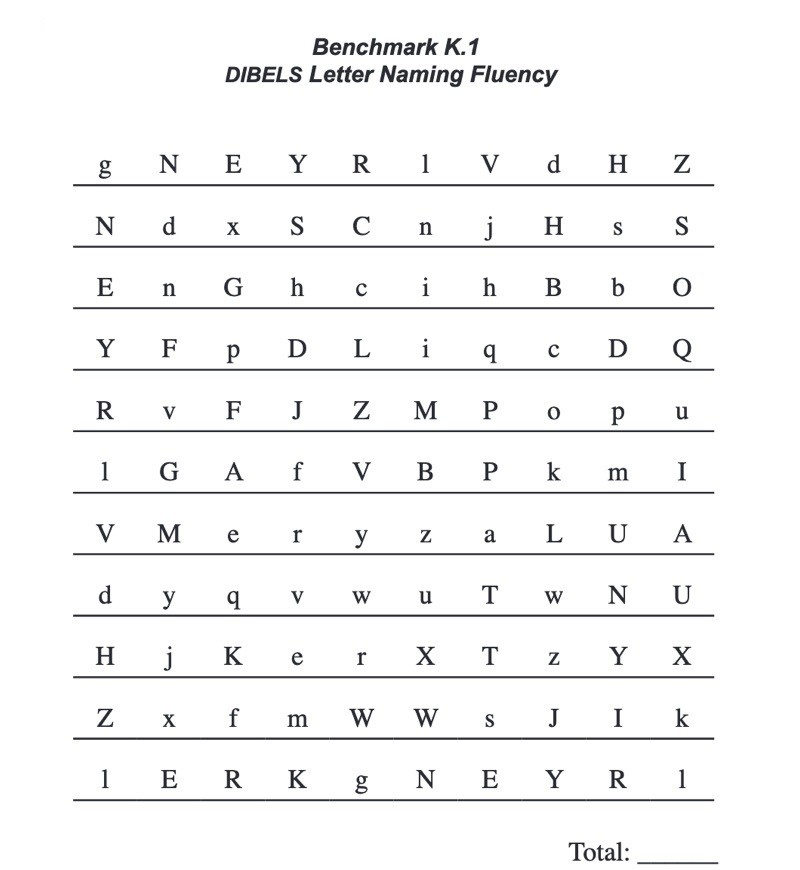 Benchmark K.1
DIBELS Letter Naming Fluency
g N E Y R l V d H Z
N d x S C n j H s S
E n G h c i h B b O
Y F p D L i q c D Q
R v F J Z M P o p u
l G A f V B P k m I
V M e r y z a L U A
d y q v w u T w N U
H j K e r X T z Y X
Z x f m W W s J I k
l E R K g N E Y R l
Total: ______